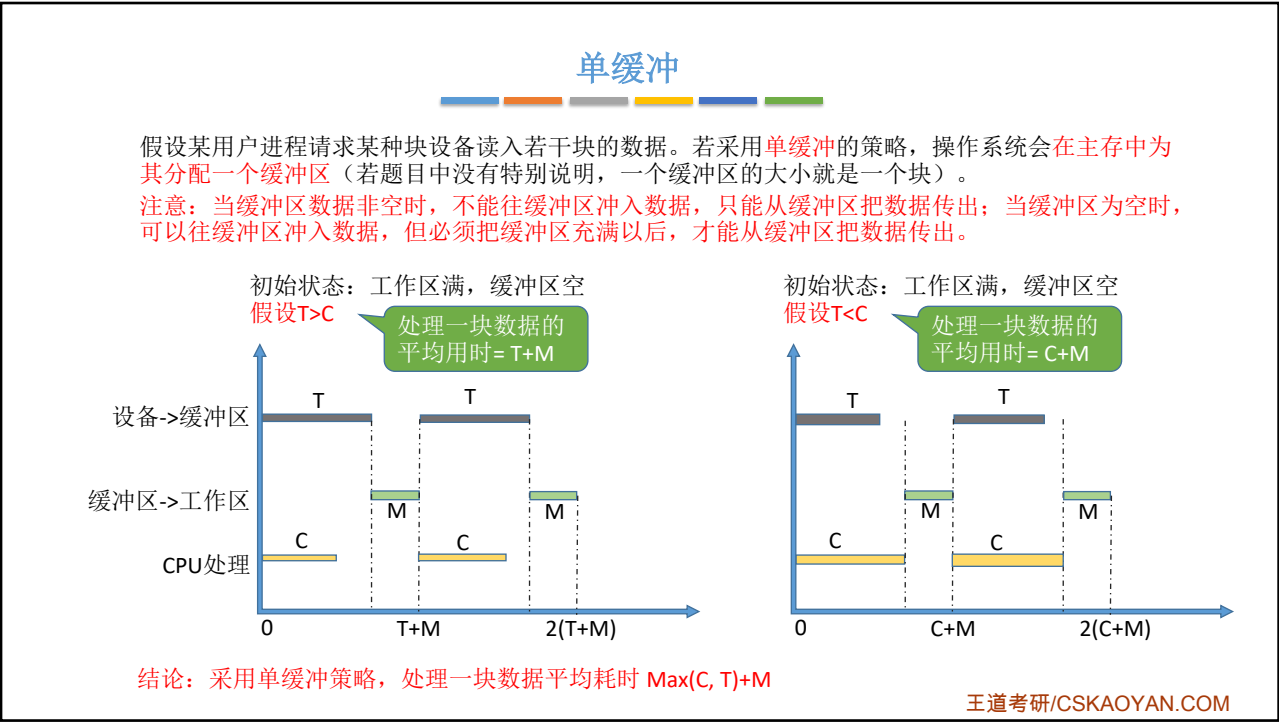 单缓冲
假设某用户进程请求某种块设备读入若干块的数据。若采用单缓冲的策略，操作系统会在主存中为
其分配一个缓冲区（若题目中没有特别说明，一个缓冲区的大小就是一个块）。
注意：当缓冲区数据非空时，不能往缓冲区冲入数据，只能从缓冲区把数据传出；当缓冲区为空时，
可以往缓冲区冲入数据，但必须把缓冲区充满以后，才能从缓冲区把数据传出。
初始状态：工作区满，缓冲区空
假设T>C
处理一块数据的
平均用时= T+M
T
T
设备->缓冲区
缓冲区->工作区
M
M
C
C
CPU处理
0
T+M
2(T+M)
初始状态：工作区满，缓冲区空
假设T<C
处理一块数据的
平均用时= C+M
T
T
M
M
C
C
0
C+M
2(C+M)
结论：采用单缓冲策略，处理一块数据平均耗时 Max(C, T)+M
王道考研/CSKAOYAN.COM